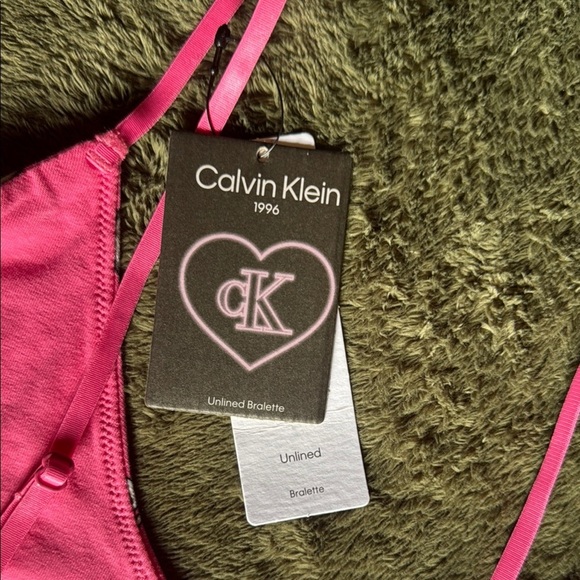 Calvin Klein
1996
CK
Unlined Bralette
Unlined
Bralette